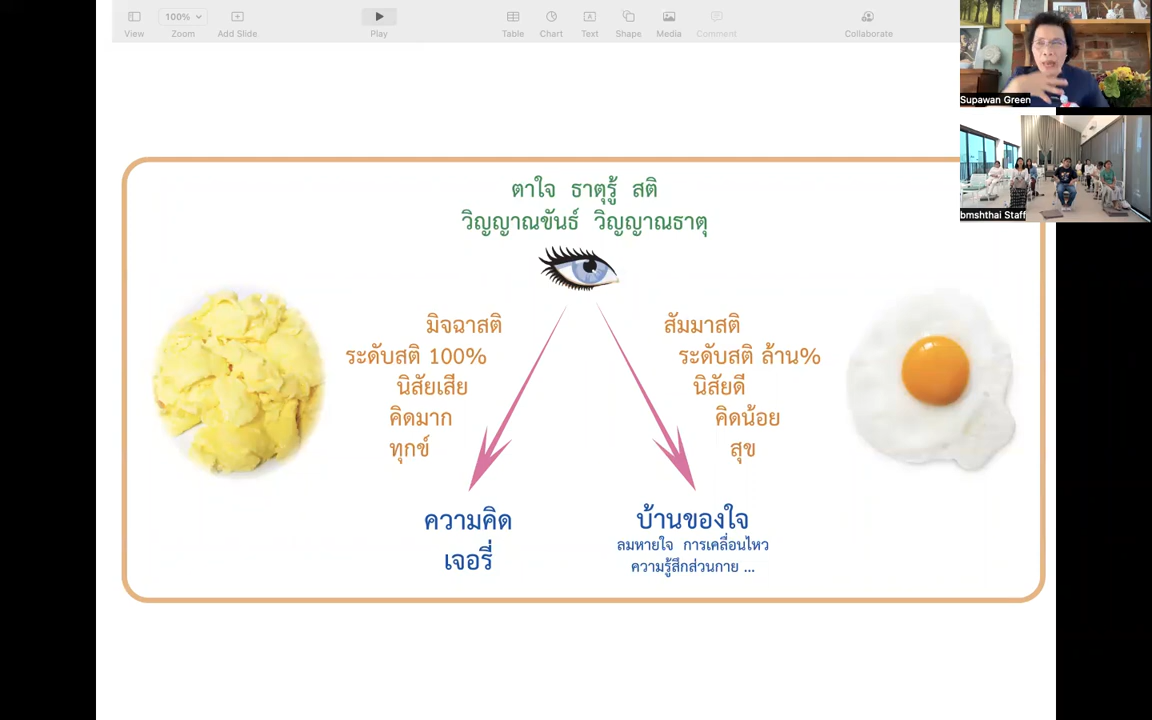 100%
View
Zoom
Add Slide
Play
Table
Chart
Text
Shape
Media
Comment
Collaborate
Supawan Green
bmshthai Staff
ตาใจ ธาตุรู้ สติ
วิญญาณขันธ์ วิญญาณธาตุ
มิจฉาสติ
ระดับสติ 100%
นิสัยเสีย
คิดมาก
ทุกข์
สัมมาสติ
ระดับสติ ล้าน%
นิสัยดี
คิดน้อย
สุข
ความคิด
เจอรี่
บ้านของใจ
ลมหายใจ การเคลื่อนไหว
ความรู้สึกส่วนกาย ...